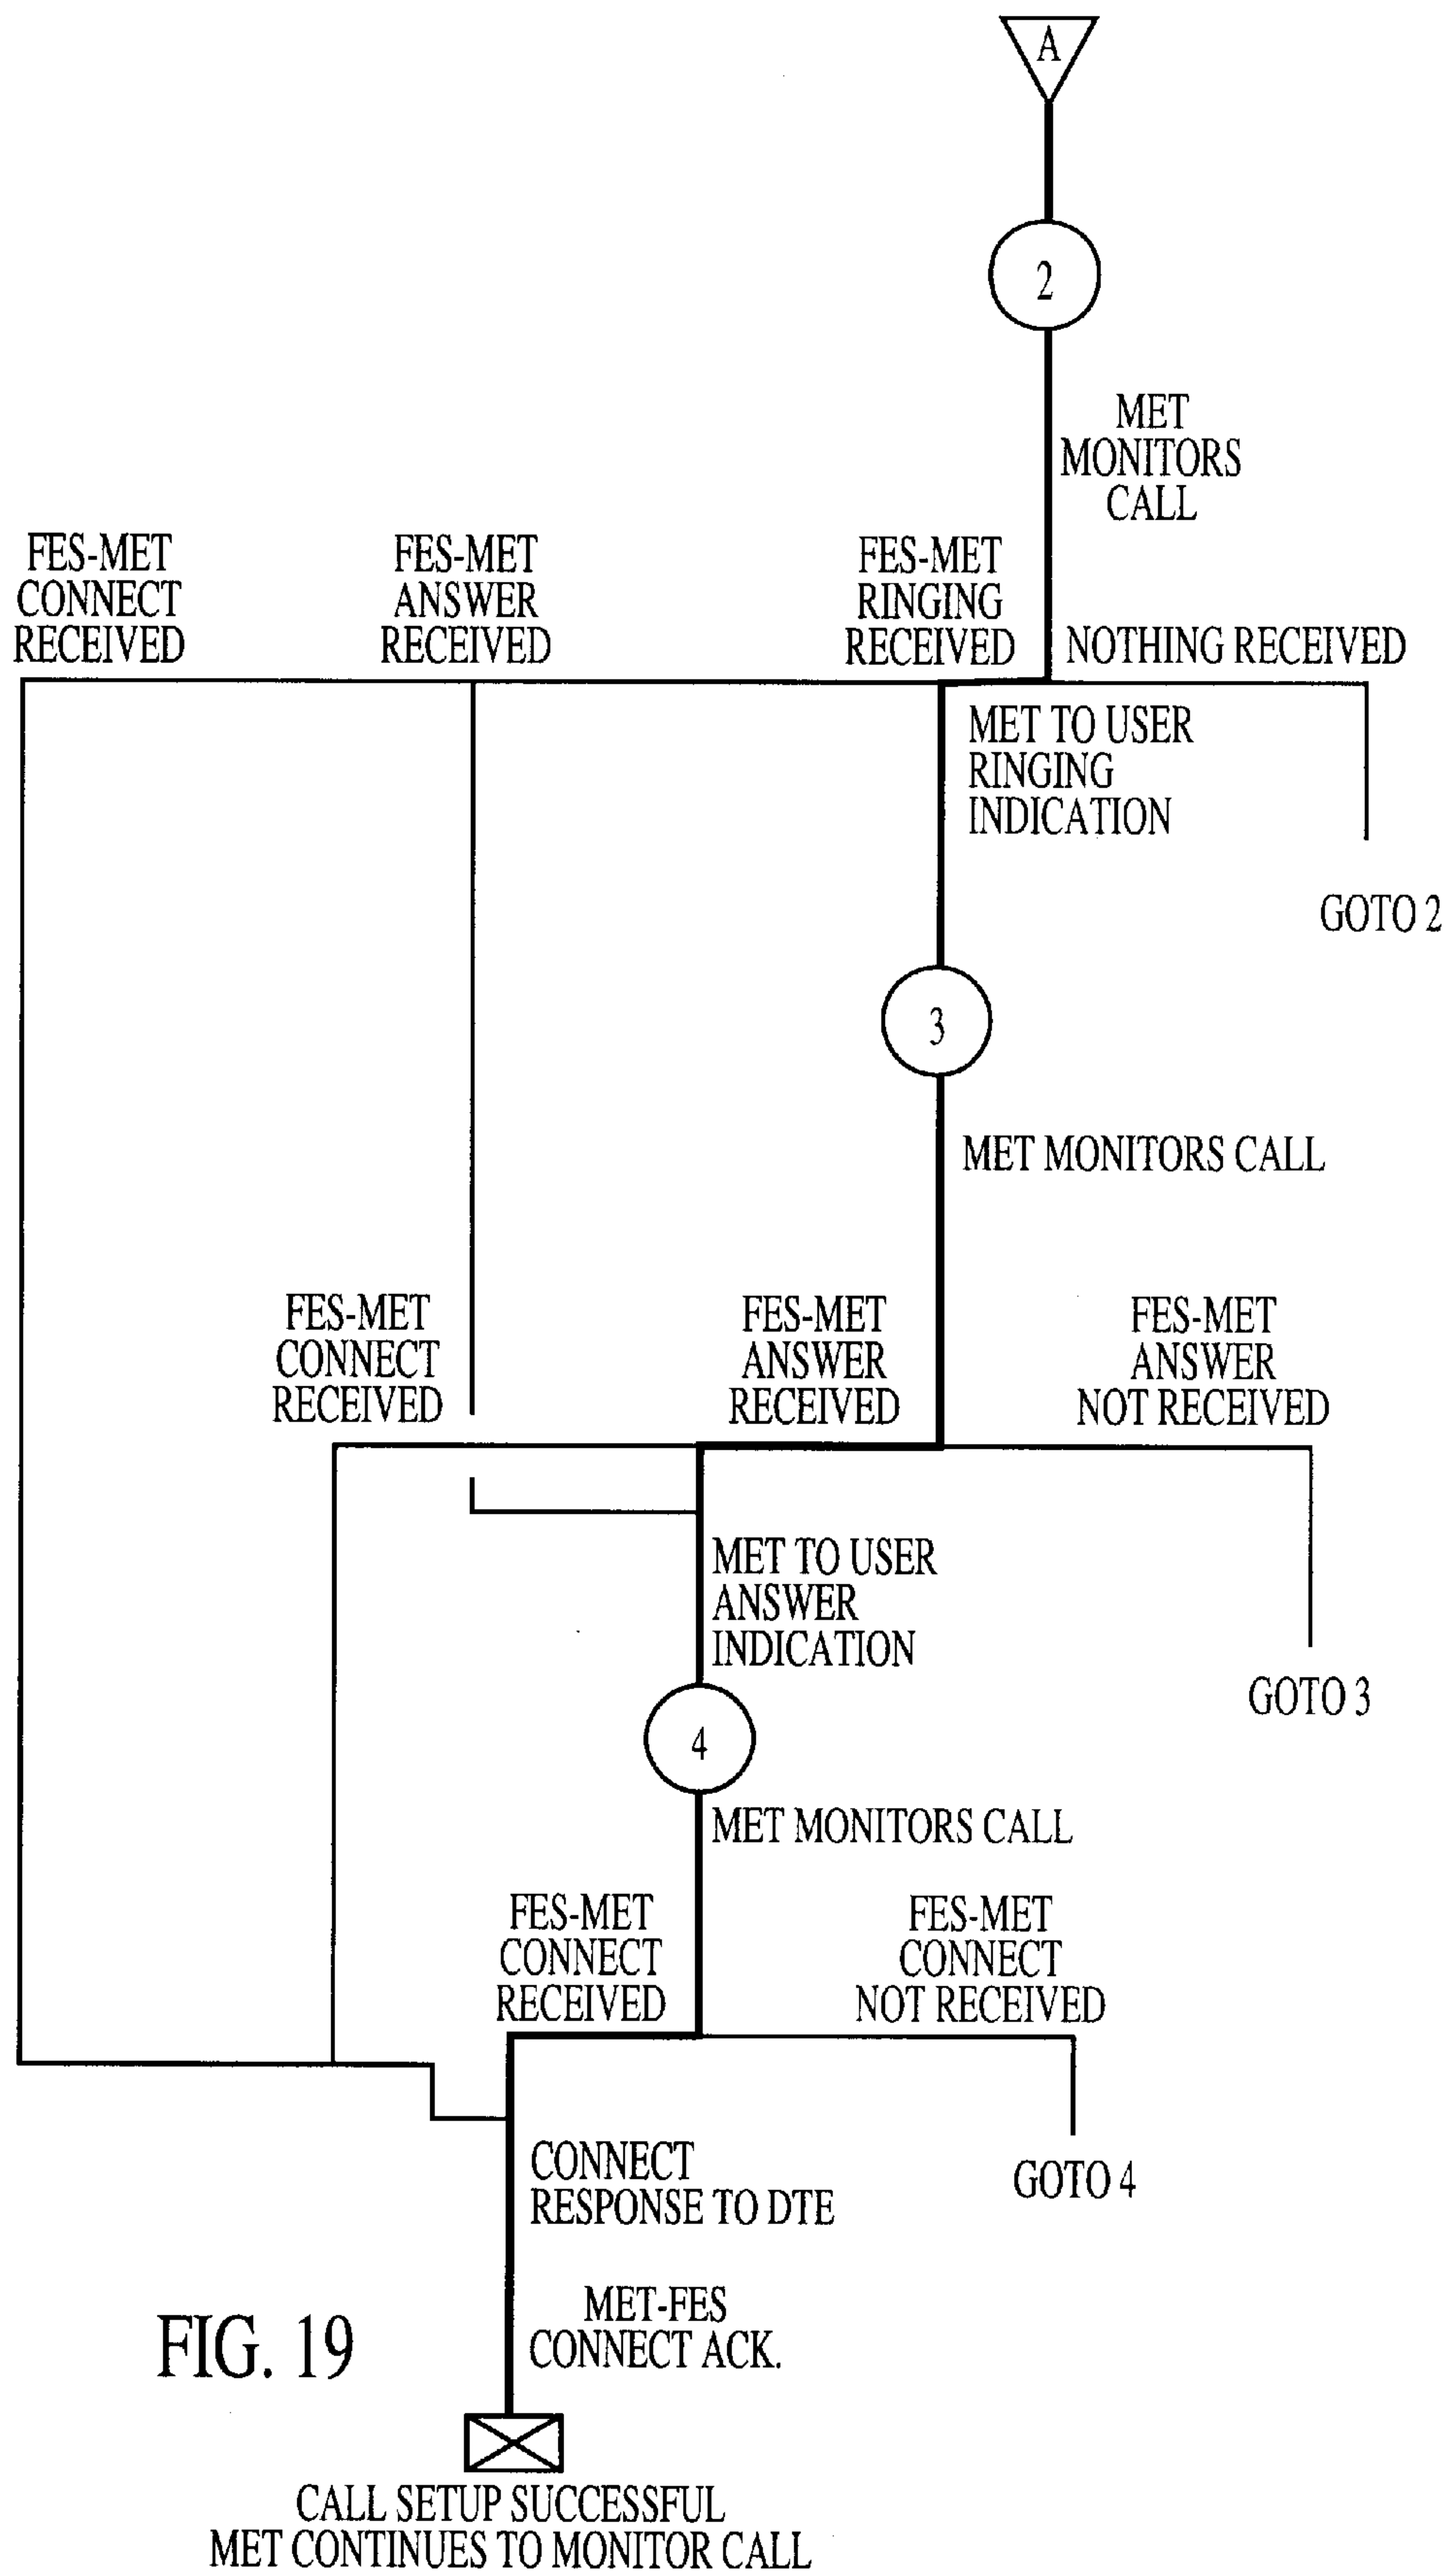 A
2
MET
MONITORS
CALL
FES-MET
CONNECT
RECEIVED
FES-MET
ANSWER
RECEIVED
FES-MET
RINGING
RECEIVED
NOTHING RECEIVED
MET TO USER
RINGING
INDICATION
GOTO 2
3
MET MONITORS CALL
FES-MET
CONNECT
RECEIVED
FES-MET
ANSWER
RECEIVED
FES-MET
ANSWER
NOT RECEIVED
MET TO USER
ANSWER
INDICATION
GOTO 3
4
MET MONITORS CALL
FES-MET
CONNECT
RECEIVED
FES-MET
CONNECT
NOT RECEIVED
CONNECT
RESPONSE TO DTE
GOTO 4
MET-FES
CONNECT ACK.
FIG. 19
CALL SETUP SUCCESSFUL
MET CONTINUES TO MONITOR CALL